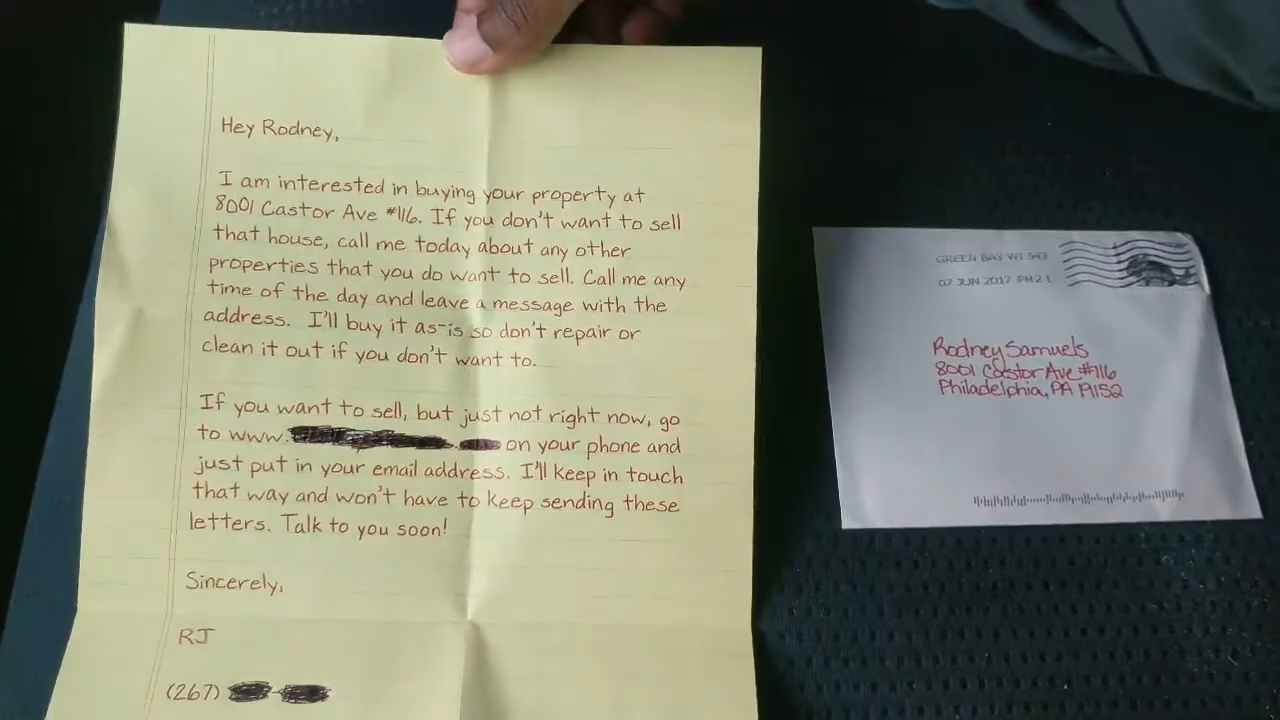 Hey Rodney,
I am interested in buying your property at
8001 Castor Ave #116. If you don't want to sell
that house, call me today about any other
properties that you do want to sell. Call me any
time of the day and leave a message with the
address. I'll buy it as-is so don't repair or
clean it out if you don't want to.
If you want to sell, but just not right now, go
to www. on your phone and
just put in your email address. I'll keep in touch
that way and won't have to keep sending these
letters. Talk to you soon!
Sincerely,
RJ
(267)
GREEN BAY WI 543
07 JUN 2017 PM 2 L
Rodney Samuels
8001 Castor Ave #116
Philadelphia, PA 19152